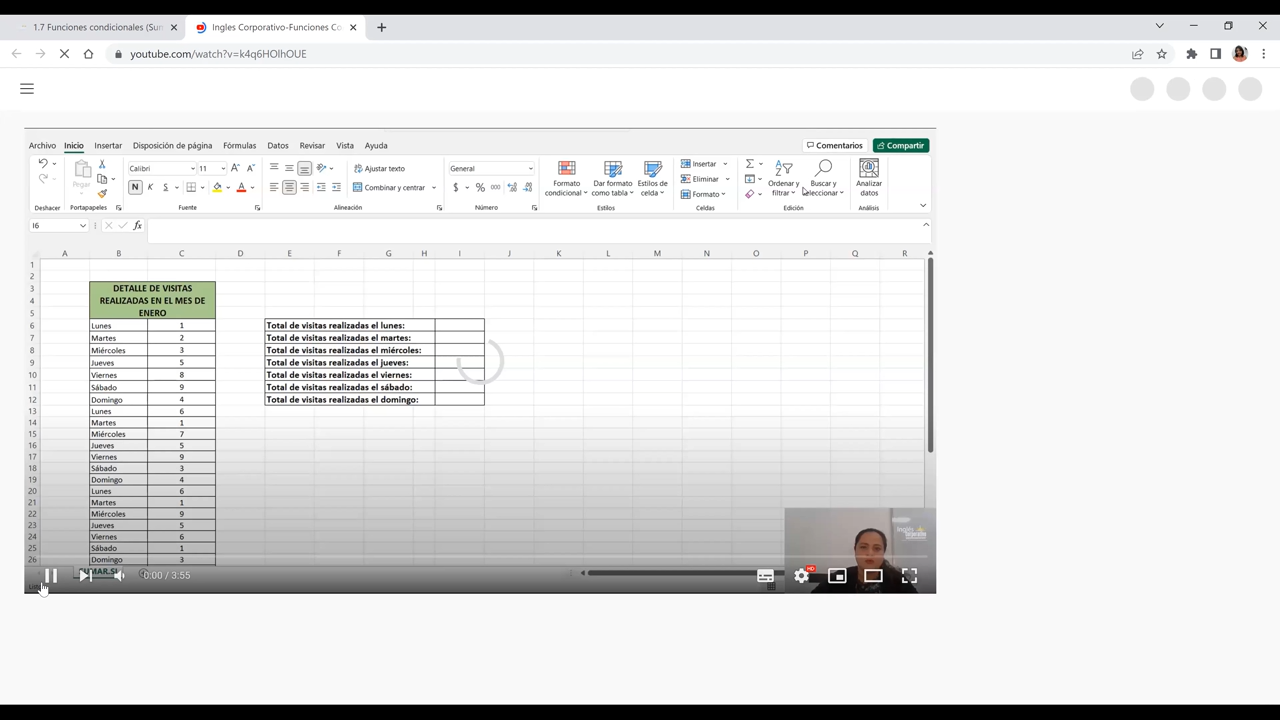 1.7 Funciones condicionales (Sum
Ingles Corporativo-Funciones Co
youtube.com/watch?v=k4q6HOlhOUE
Archivo Inicio Insertar Disposición de página Fórmulas Datos Revisar Vista Ayuda Comentarios Compartir
Calibri 11 Ajustar texto General Insertar
Pegar N K S Combinar y centrar $ % 000 Formato condicional Dar formato como tabla Estilos de celda Eliminar Formato Ordenar y filtrar Buscar y seleccionar Analizar datos
Deshacer Portapapeles Fuente Alineación Número Estilos Celdas Edición Análisis
I6 fx
A B C D E F G H I J K L M N O P Q R
1
2
3 DETALLE DE VISITAS
4 REALIZADAS EN EL MES DE
5 ENERO
6 Lunes 1 Total de visitas realizadas el lunes:
7 Martes 2 Total de visitas realizadas el martes:
8 Miércoles 3 Total de visitas realizadas el miércoles:
9 Jueves 5 Total de visitas realizadas el jueves:
10 Viernes 8 Total de visitas realizadas el viernes:
11 Sábado 9 Total de visitas realizadas el sábado:
12 Domingo 4 Total de visitas realizadas el domingo:
13 Lunes 6
14 Martes 1
15 Miércoles 7
16 Jueves 5
17 Viernes 9
18 Sábado 3
19 Domingo 4
20 Lunes 6
21 Martes 1
22 Miércoles 9
23 Jueves 5
24 Viernes 6
25 Sábado 1
26 Domingo 3
SUMAR.SI
0:00 / 3:55
HD